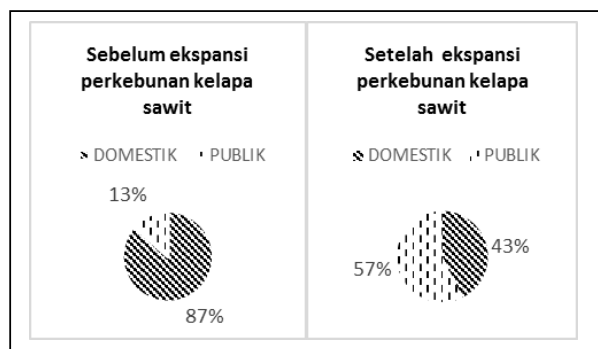 Sebelum ekspansi
perkebunan kelapa
sawit
DOMESTIK PUBLIK
13%
87%
Setelah ekspansi
perkebunan kelapa
sawit
DOMESTIK PUBLIK
43%
57%